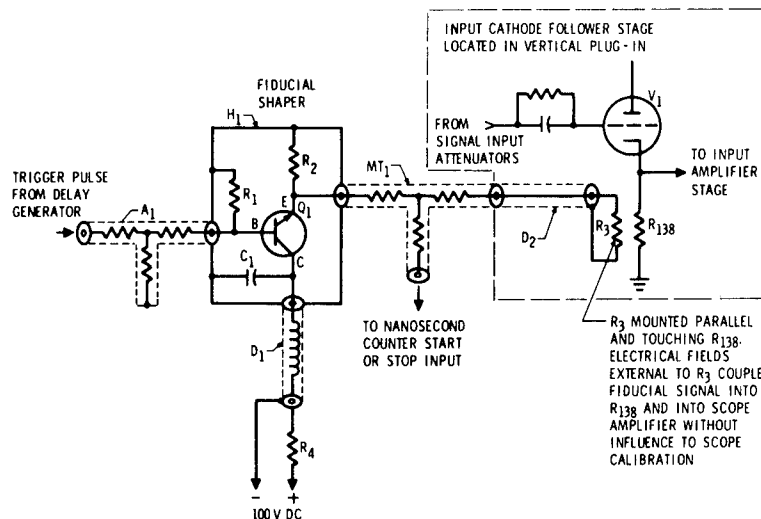 INPUT CATHODE FOLLOWER STAGE
LOCATED IN VERTICAL PLUG-IN
V1
FROM
SIGNAL INPUT
ATTENUATORS
TO INPUT
AMPLIFIER
STAGE
FIDUCIAL
SHAPER
H1
R2
R1
MT1
TRIGGER PULSE
FROM DELAY
GENERATOR
A1
E
Q1
B
C
C1
D2
R3
R138
TO NANOSECOND
COUNTER START
OR STOP INPUT
D1
R3 MOUNTED PARALLEL
AND TOUCHING R138.
ELECTRICAL FIELDS
EXTERNAL TO R3 COUPLE
FIDUCIAL SIGNAL INTO
R138 AND INTO SCOPE
AMPLIFIER WITHOUT
INFLUENCE TO SCOPE
CALIBRATION
R4
- +
100 V DC